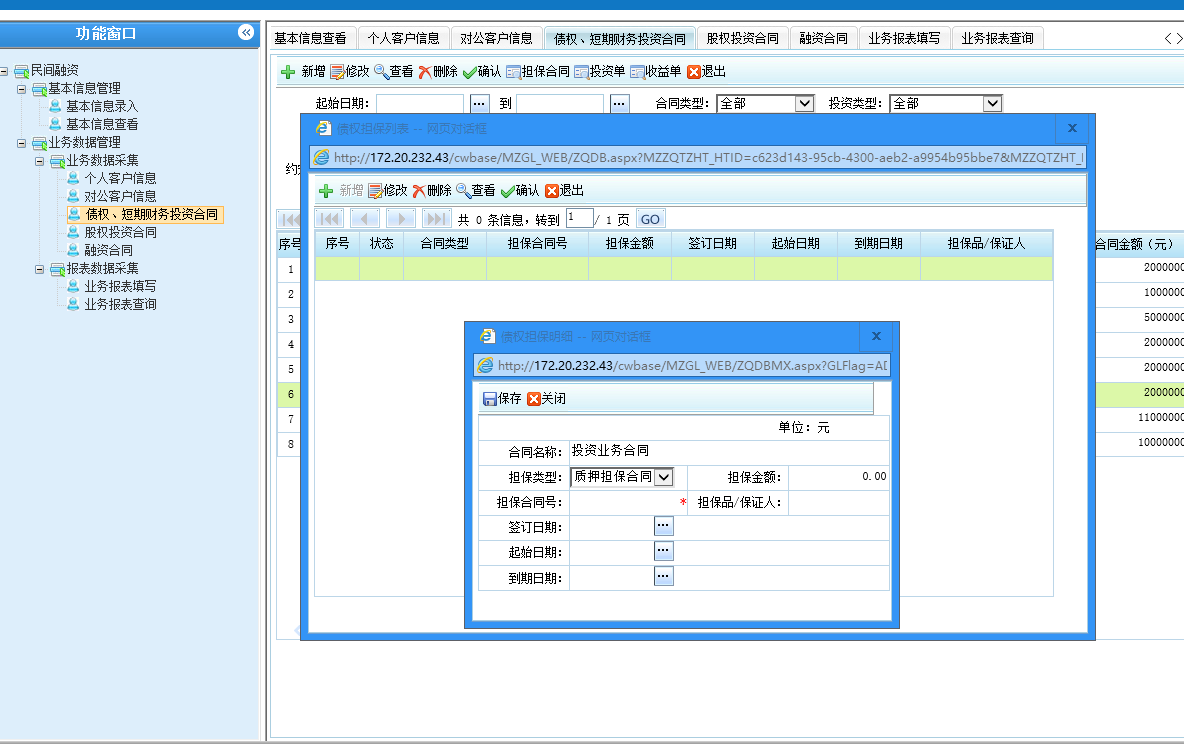 功能窗口
民间融资
基本信息管理
基本信息录入
基本信息查看
业务数据管理
业务数据采集
个人客户信息
对公客户信息
债权、短期财务投资合同
股权投资合同
融资合同
报表数据采集
业务报表填写
业务报表查询
基本信息查看 个人客户信息 对公客户信息 债权、短期财务投资合同 股权投资合同 融资合同 业务报表填写 业务报表查询
新增 修改 查看 删除 确认 担保合同 投资单 收益单 退出
起始日期: ... 到 ... 合同类型: 全部 投资类型: 全部
序号
1
2
3
4
5
6
7
8
合同金额（元）
2000000
1000000
5000000
2000000
2000000
2000000
11000000
10000000
债权担保列表 -- 网页对话框 x
http://172.20.232.43/cwbase/MZGL_WEB/ZQDB.aspx?MZZQTZHT_HTID=c623d143-95cb-4300-aeb2-a9954b95bbe7&MZZQTZHT_
新增 修改 删除 查看 确认 退出
共 0 条信息，转到 1 / 1 页 GO
序号 状态 合同类型 担保合同号 担保金额 签订日期 起始日期 到期日期 担保品/保证人
债权担保明细 -- 网页对话框 x
http://172.20.232.43/cwbase/MZGL_WEB/ZQDBMX.aspx?GLFlag=AD
保存 关闭
单位：元
合同名称: 投资业务合同
担保类型: 质押担保合同 担保金额: 0.00
担保合同号: * 担保品/保证人:
签订日期: ...
起始日期: ...
到期日期: ...